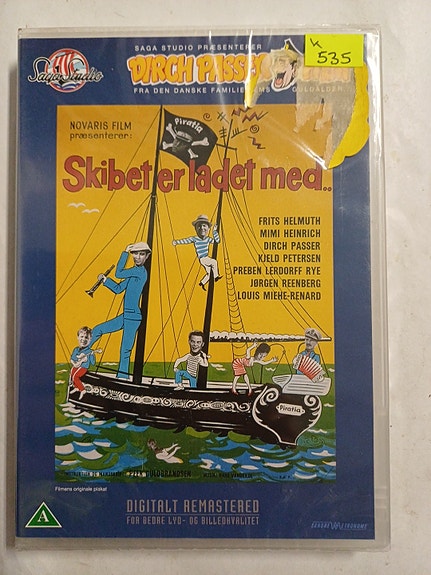 Saga Studio
SAGA STUDIO PRÆSENTERER
DIRCH PASSER
FRA DEN DANSKE FAMILIEFILMS GULDALDER
K
535
NOVARIS FILM
præsenterer:
Piratia
Skibet er ladet med..
FRITS HELMUTH
MIMI HEINRICH
DIRCH PASSER
KJELD PETERSEN
PREBEN LERDORFF RYE
JØRGEN REENBERG
LOUIS MIEHE-RENARD
Piratia
PEER GULDBRANDSEN
Filmens originale plakat
A
DIGITALT REMASTERED
FOR BEDRE LYD- OG BILLEDKVALITET